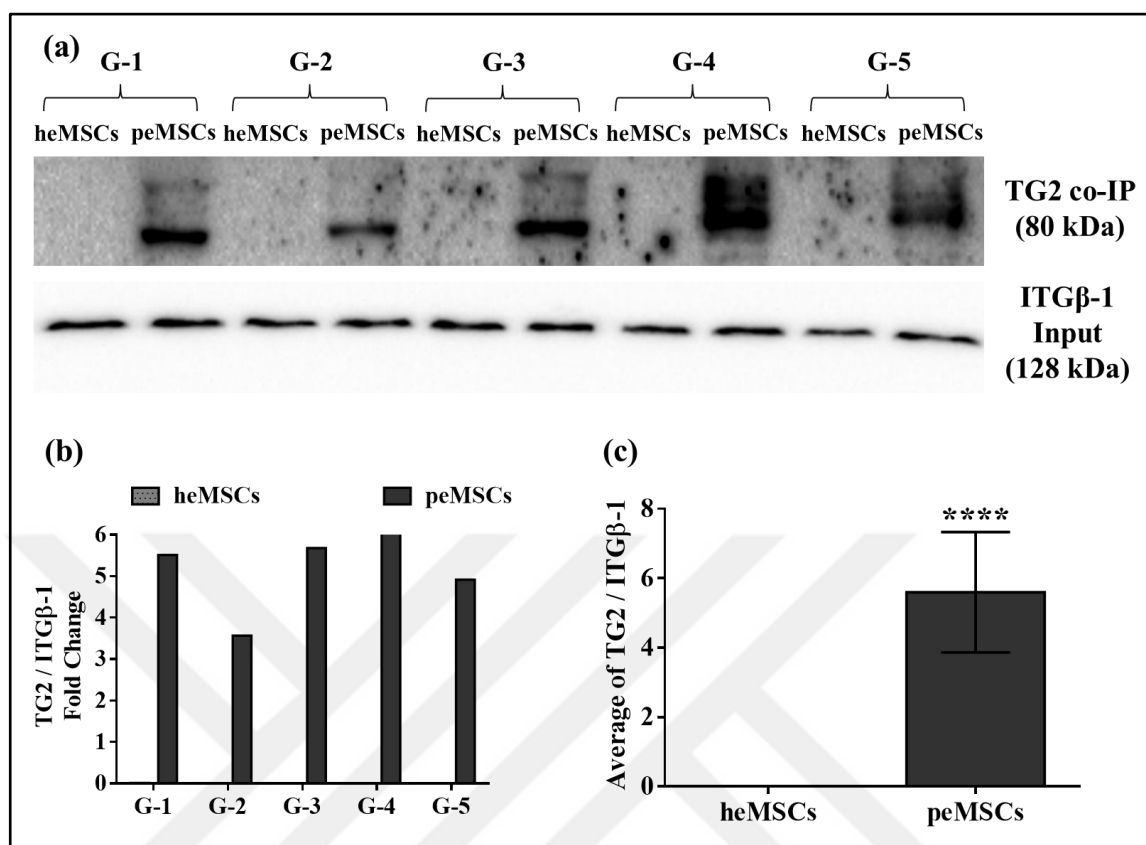 (a)
G-1 G-2 G-3 G-4 G-5
heMSCs peMSCs heMSCs peMSCs heMSCs peMSCs heMSCs peMSCs heMSCs peMSCs
TG2 co-IP
(80 kDa)
ITGβ-1
Input
(128 kDa)
(b)
heMSCs peMSCs
TG2 / ITGβ-1
Fold Change
6
5
4
3
2
1
0
G-1 G-2 G-3 G-4 G-5
(c)
Average of TG2 / ITGβ-1
8
6
4
2
0
****
heMSCs peMSCs